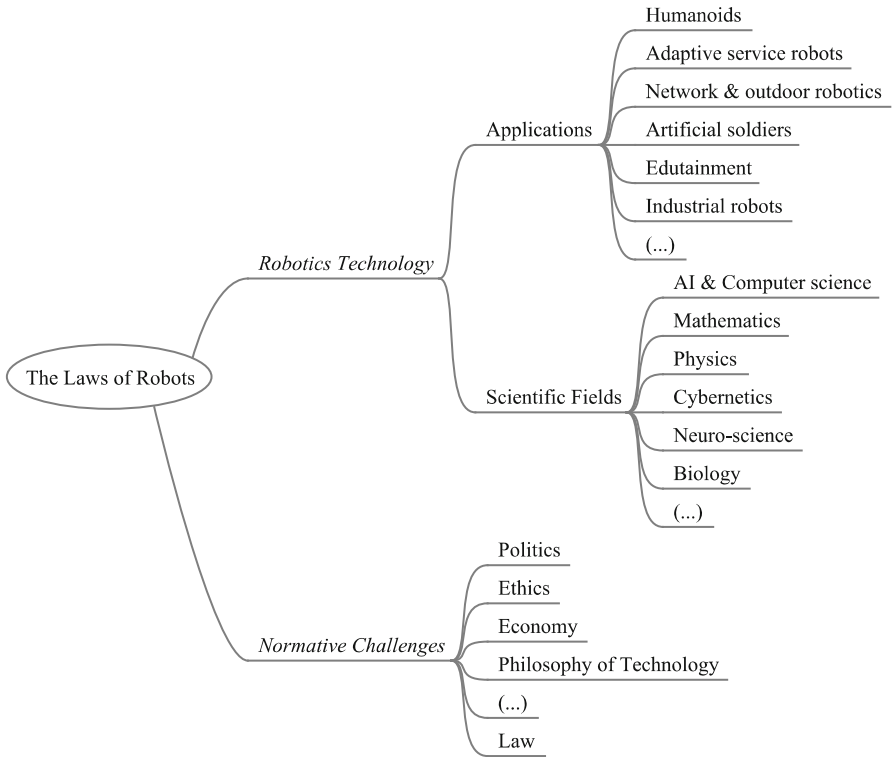 Humanoids
Adaptive service robots
Network & outdoor robotics
Applications
Artificial soldiers
Edutainment
Industrial robots
(...)
Robotics Technology
AI & Computer science
Mathematics
Physics
The Laws of Robots
Scientific Fields
Cybernetics
Neuro-science
Biology
(...)
Politics
Ethics
Economy
Normative Challenges
Philosophy of Technology
(...)
Law